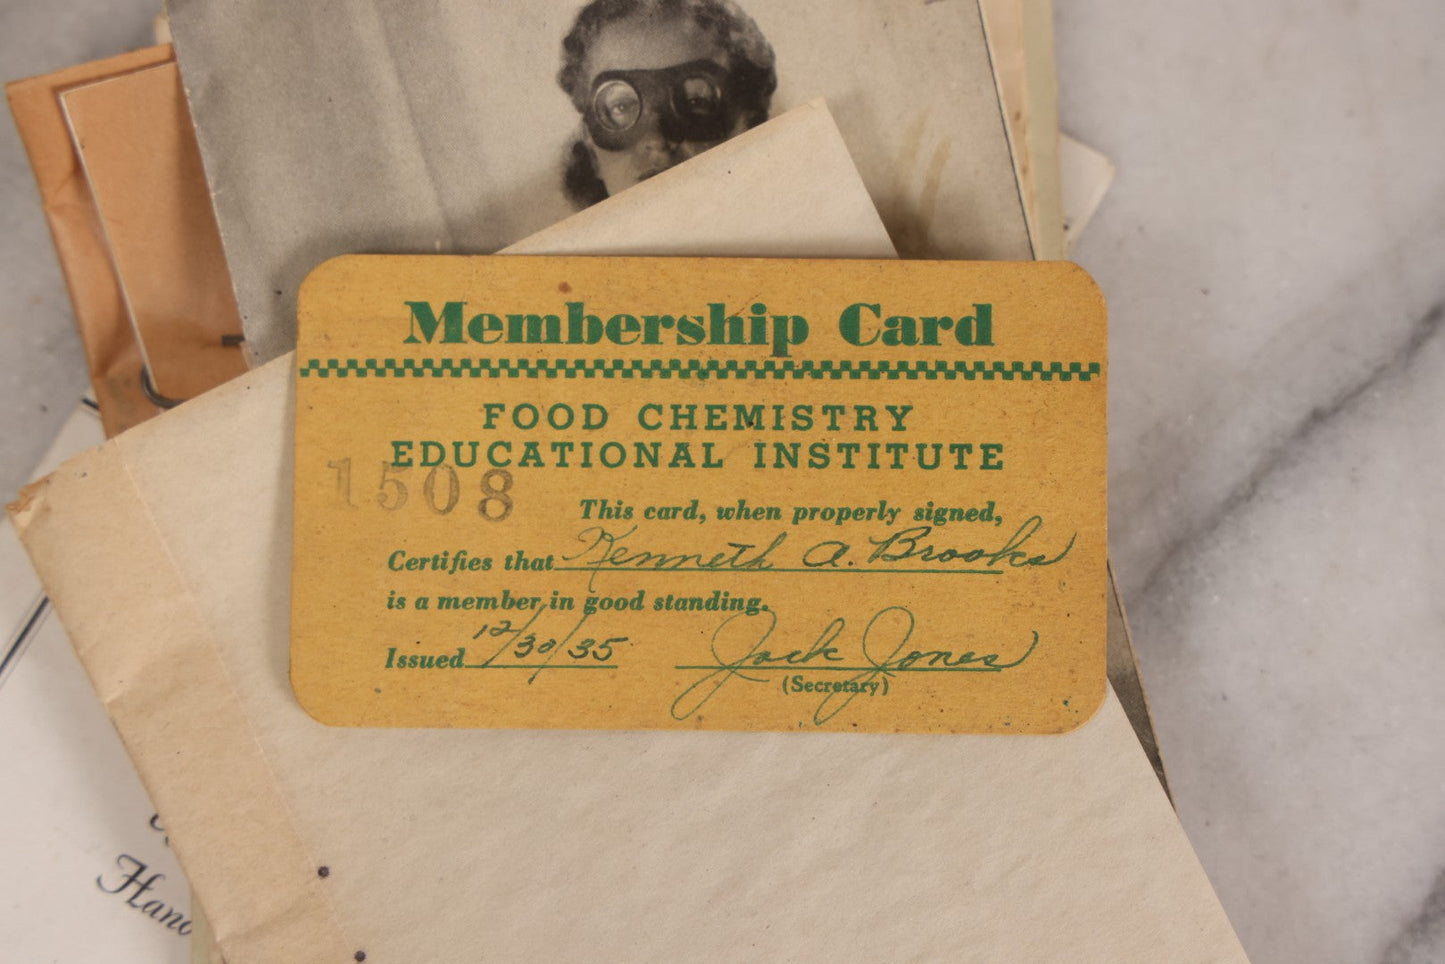 Membership Card
FOOD CHEMISTRY
EDUCATIONAL INSTITUTE
1508
This card, when properly signed,
Certifies that Kenneth A. Brooks
is a member in good standing.
Issued 12/30/35 Jack Jones
(Secretary)